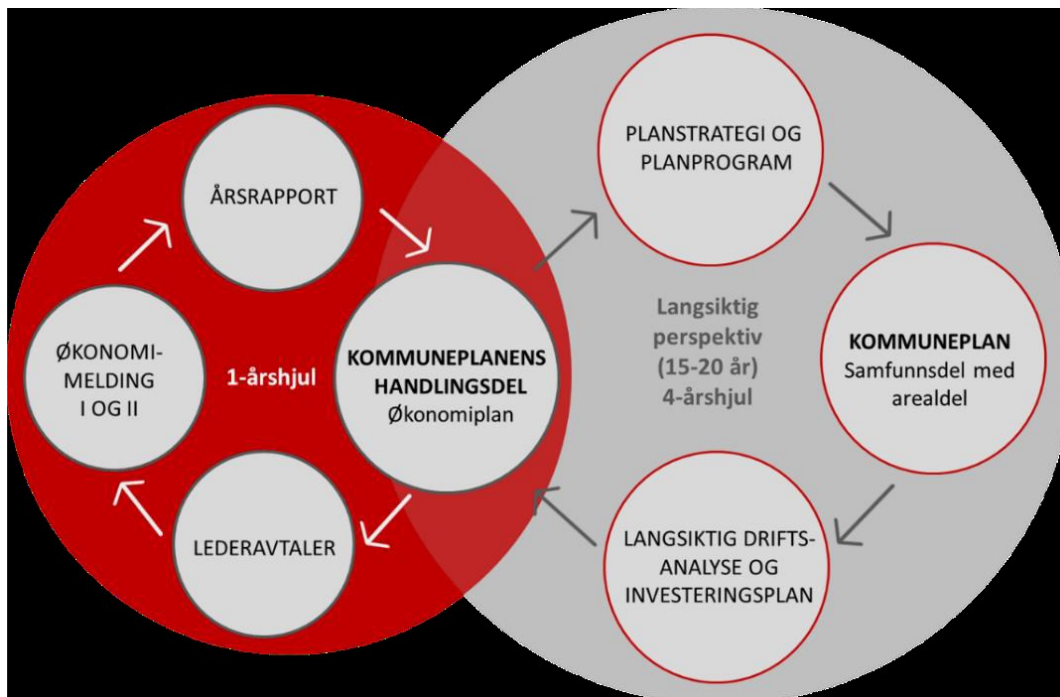 PLANSTRATEGI OG
PLANPROGRAM
ÅRSRAPPORT
Langsiktig
perspektiv
(15-20 år)
4-årshjul
KOMMUNEPLAN
Samfunnsdel med
arealdel
ØKONOMI-
MELDING
I OG II
1-årshjul
KOMMUNEPLANENS
HANDLINGSDEL
Økonomiplan
LEDERAVTALER
LANGSIKTIG DRIFTS-
ANALYSE OG
INVESTERINGSPLAN